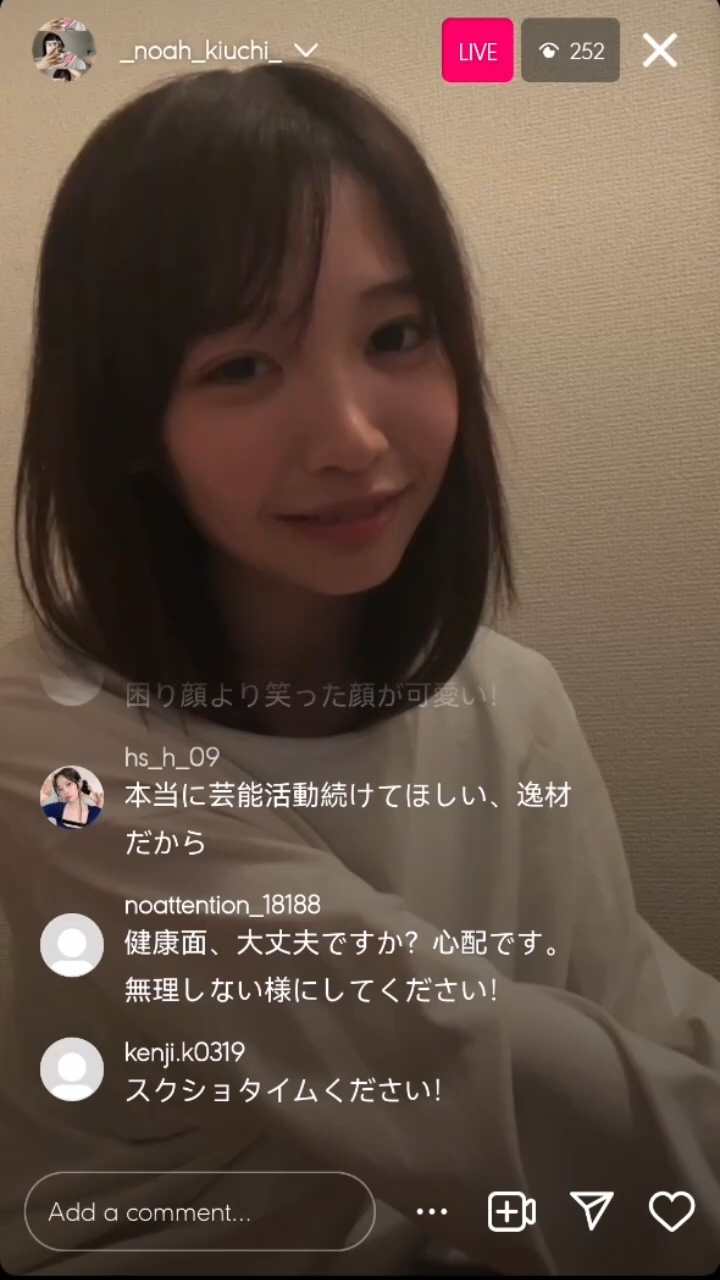 _noah_kiuchi_
LIVE
252
困り顔より笑った顔が可愛い!
hs_h_09
本当に芸能活動続けてほしい、逸材
だから
noattention_18188
健康面、大丈夫ですか? 心配です。
無理しない様にしてください!
kenji.k0319
スクショタイムください!
Add a comment...